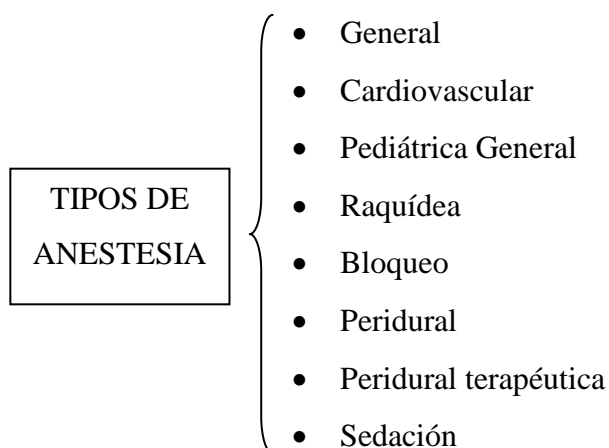 TIPOS DE
ANESTESIA
• General
• Cardiovascular
• Pediátrica General
• Raquídea
• Bloqueo
• Peridural
• Peridural terapéutica
• Sedación